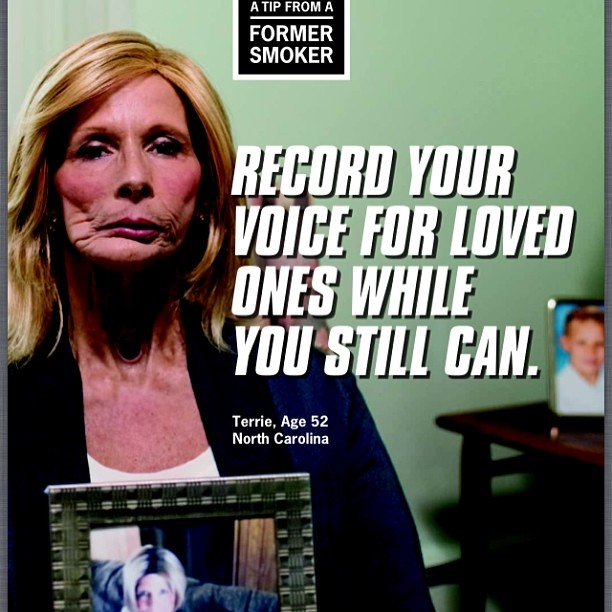 A TIP FROM A
FORMER
SMOKER
RECORD YOUR
VOICE FOR LOVED
ONES WHILE
YOU STILL CAN.
Terrie, Age 52
North Carolina